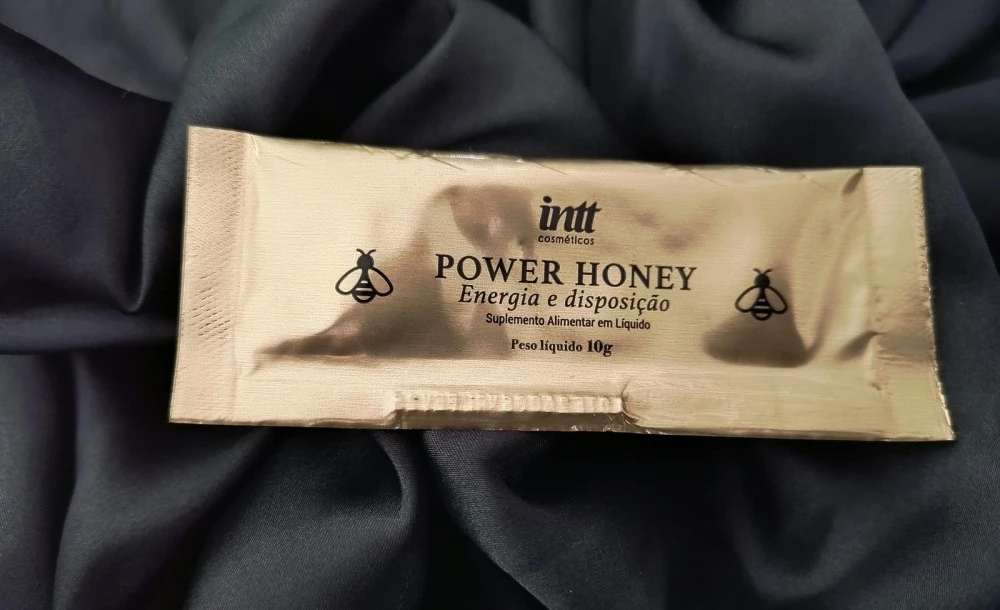 intt
cosméticos
POWER HONEY
Energia e disposição
Suplemento Alimentar em Líquido
Peso líquido 10g